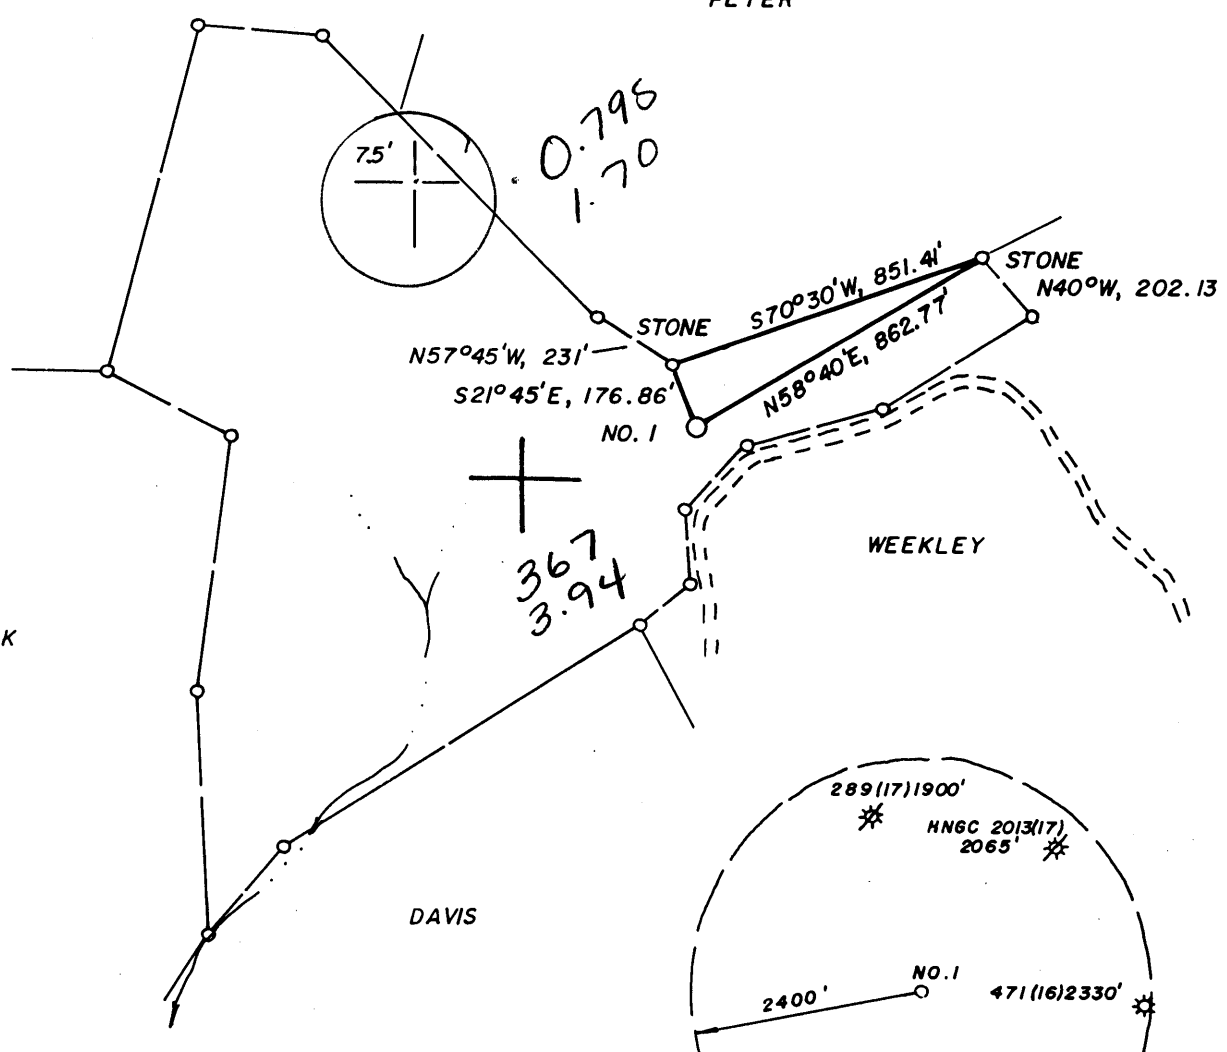 7.5'
0.798
1.70
S70°30'W, 851.41'
STONE
N40°W, 202.13
STONE
N57°45'W, 231'
N58°40'E, 862.77'
S21°45'E, 176.86'
NO. 1
WEEKLEY
367
3.94
K
289(17)1900'
HNGC 2013(17)
2065'
DAVIS
NO. 1
471(16)2330'
2400'